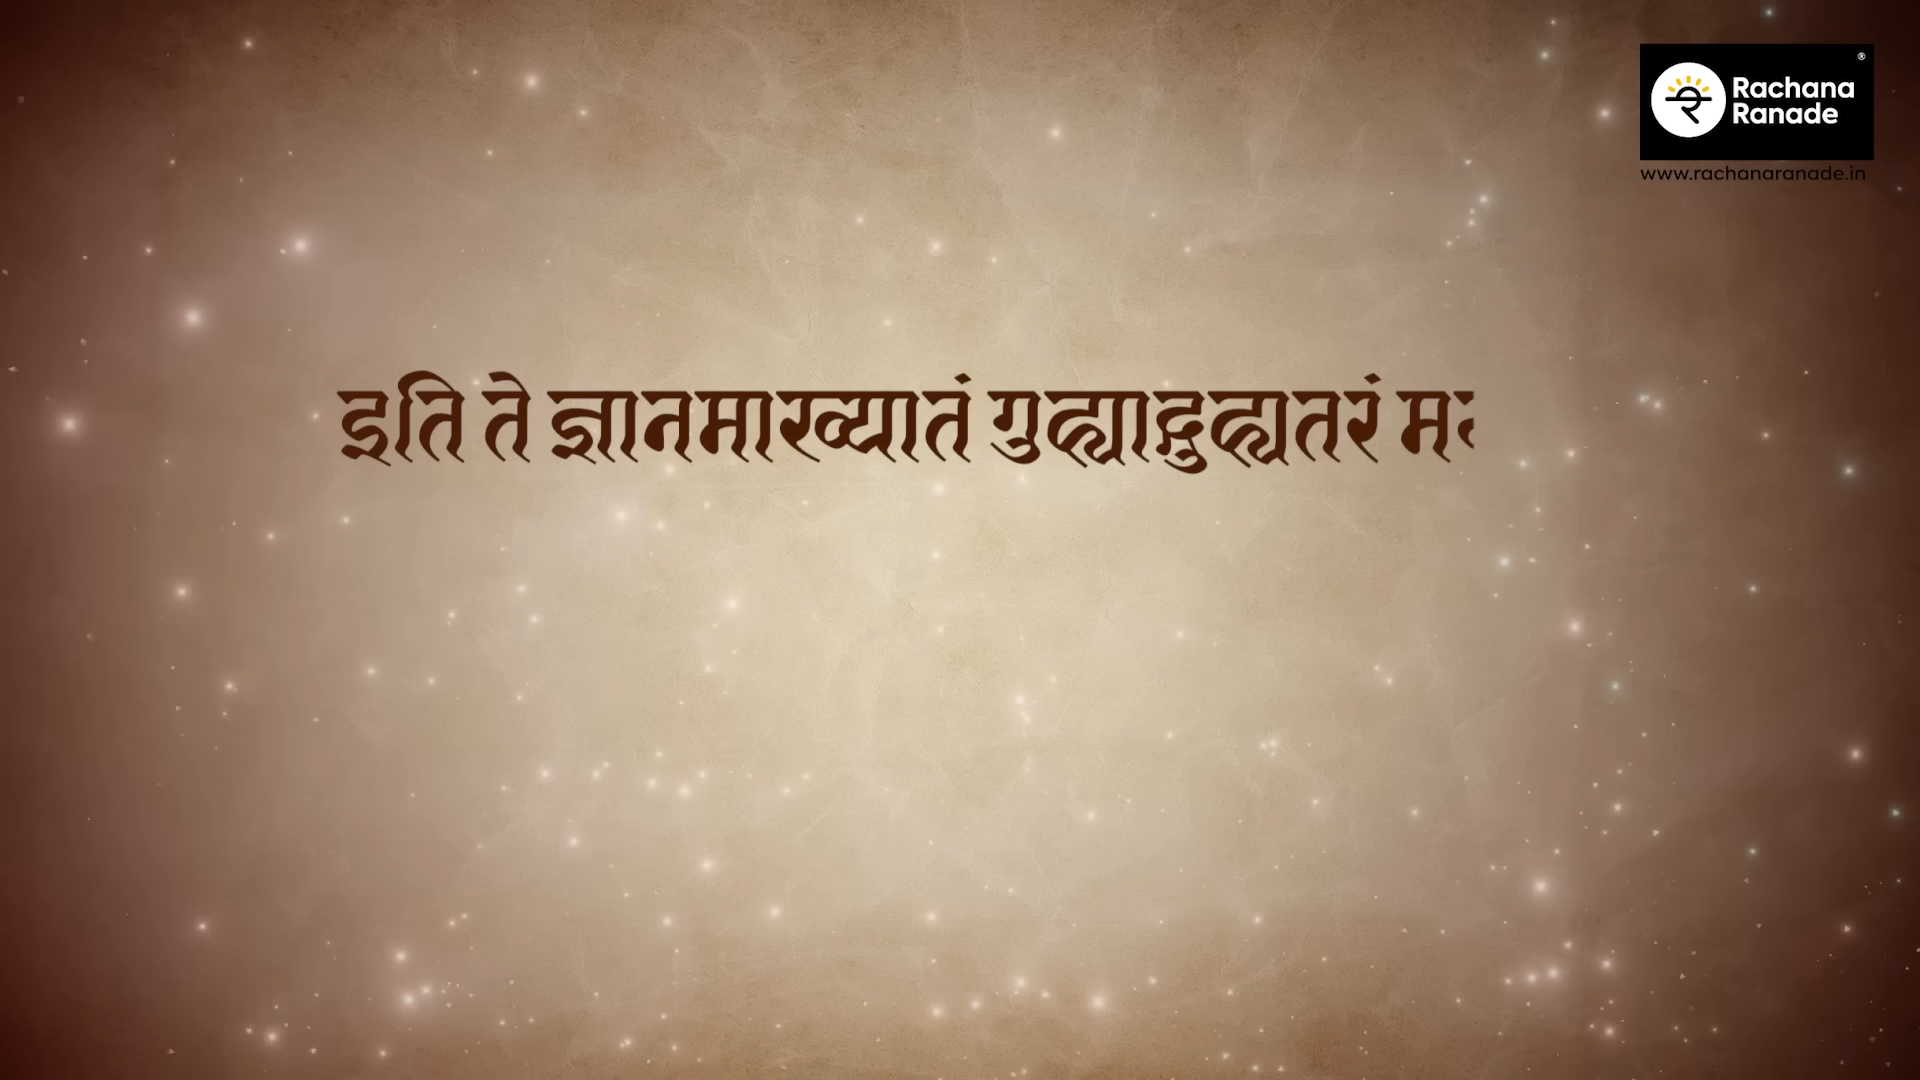 इति ते ज्ञानमाख्यातं गुह्याद्गुह्यतरं
®
Rachana
Ranade
www.rachanaranade.in